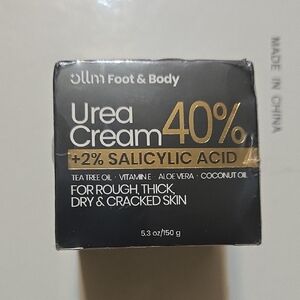 ollm Foot & Body
Urea
Cream 40%
+2% SALICYLIC ACID
TEA TREE OIL · VITAMIN E · ALOE VERA · COCONUT OIL
FOR ROUGH, THICK,
DRY & CRACKED SKIN
5.3 oz/150 g
MADE IN CHINA